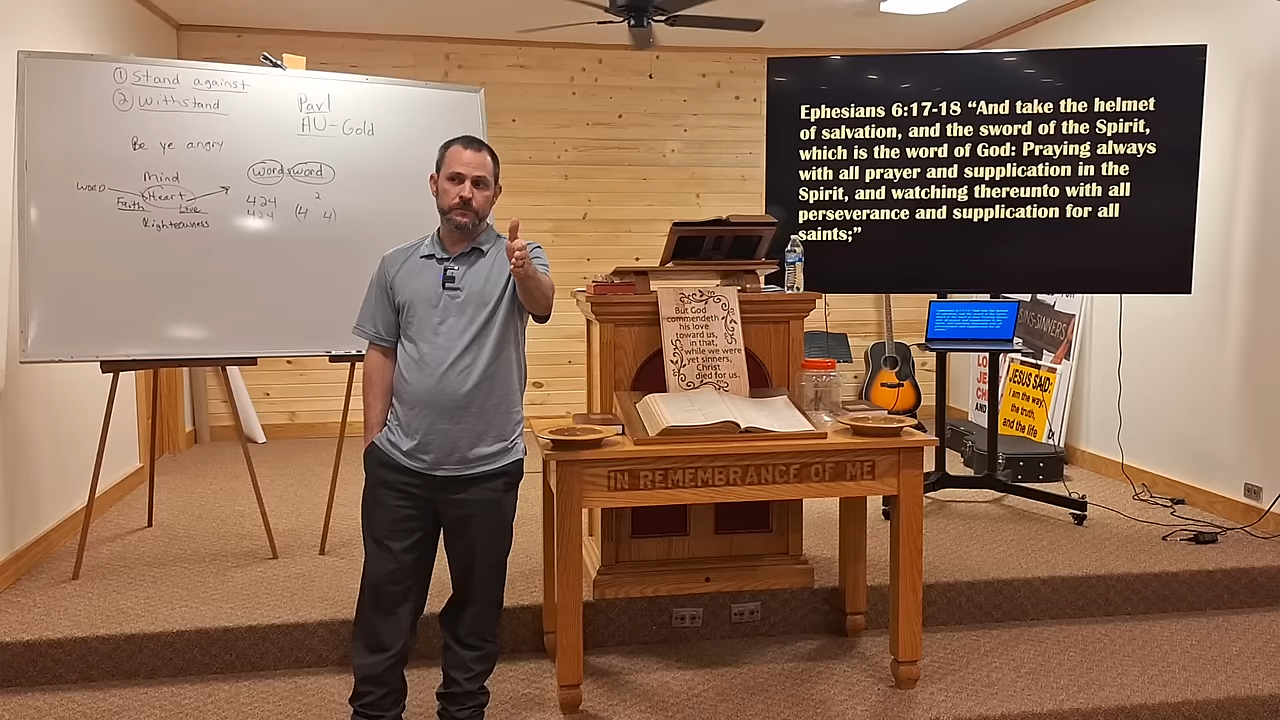 ① Stand against
② Withstand
Paul
AU-Gold
Be ye angry
Mind
WORD
Heart
Faith
Live
Righteousness
words word
424
424
2
(4 4)
Ephesians 6:17-18 “And take the helmet
of salvation, and the sword of the Spirit,
which is the word of God: Praying always
with all prayer and supplication in the
Spirit, and watching thereunto with all
perseverance and supplication for all
saints;”
But God
commendeth
his love
toward us,
in that,
while we were
yet sinners,
Christ
died for us.
IN REMEMBRANCE OF ME
JESUS SAID:
I am the way,
the truth,
and the life